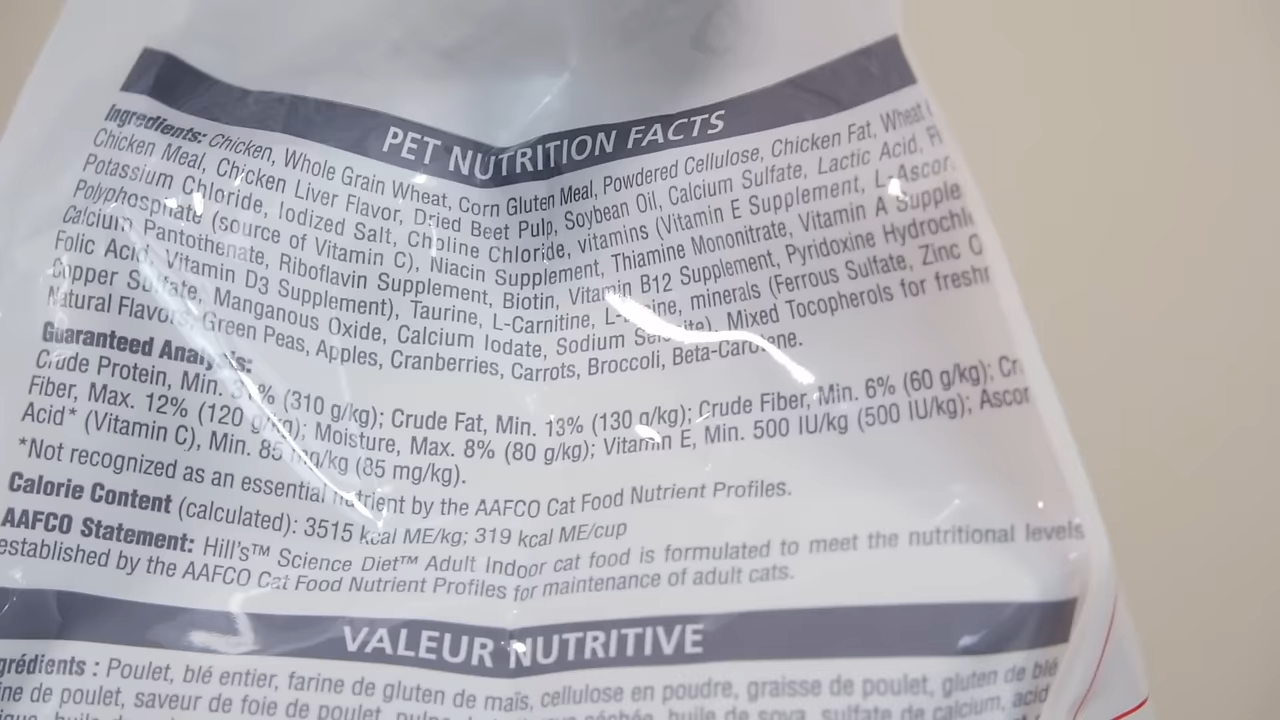 PET NUTRITION FACTS
Ingredients: Chicken, Whole Grain Wheat, Corn Gluten Meal, Powdered Cellulose, Chicken Fat, Wheat
Chicken Meal, Chicken Liver Flavor, Dried Beet Pulp, Soybean Oil, Calcium Sulfate, Lactic Acid,
Potassium Chloride, Iodized Salt, Choline Chloride, vitamins (Vitamin E Supplement, L-Ascor
Polyphosphate (source of Vitamin C), Niacin Supplement, Thiamine Mononitrate, Vitamin A Supple
Calcium Pantothenate, Riboflavin Supplement, Biotin, Vitamin B12 Supplement, Pyridoxine Hydrochl
Folic Acid, Vitamin D3 Supplement), Taurine, L-Carnitine, minerals (Ferrous Sulfate, Zinc O
Copper Sulfate, Manganous Oxide, Calcium Iodate, Sodium Mixed Tocopherols for freshn
Natural Flavors, Green Peas, Apples, Cranberries, Carrots, Broccoli, Beta-Carotene.
Guaranteed Analysis:
Crude Protein, Min. 31% (310 g/kg); Crude Fat, Min. 13% (130 g/kg); Crude Fiber, Min. 6% (60 g/kg); Cr
Fiber, Max. 12% (120 g/kg); Moisture, Max. 8% (80 g/kg); Vitamin E, Min. 500 IU/kg (500 IU/kg); Ascor
Acid* (Vitamin C), Min. 85 mg/kg (85 mg/kg).
*Not recognized as an essential nutrient by the AAFCO Cat Food Nutrient Profiles.
Calorie Content (calculated): 3515 kcal ME/kg; 319 kcal ME/cup
AAFCO Statement: Hill's™ Science Diet™ Adult Indoor cat food is formulated to meet the nutritional levels
established by the AAFCO Cat Food Nutrient Profiles for maintenance of adult cats.
VALEUR NUTRITIVE
grédients : Poulet, blé entier, farine de gluten de maïs, cellulose en poudre, graisse de poulet, gluten de blé
ine de poulet, saveur de foie de poulet, séchée, huile de soya, sulfate de calcium, acid